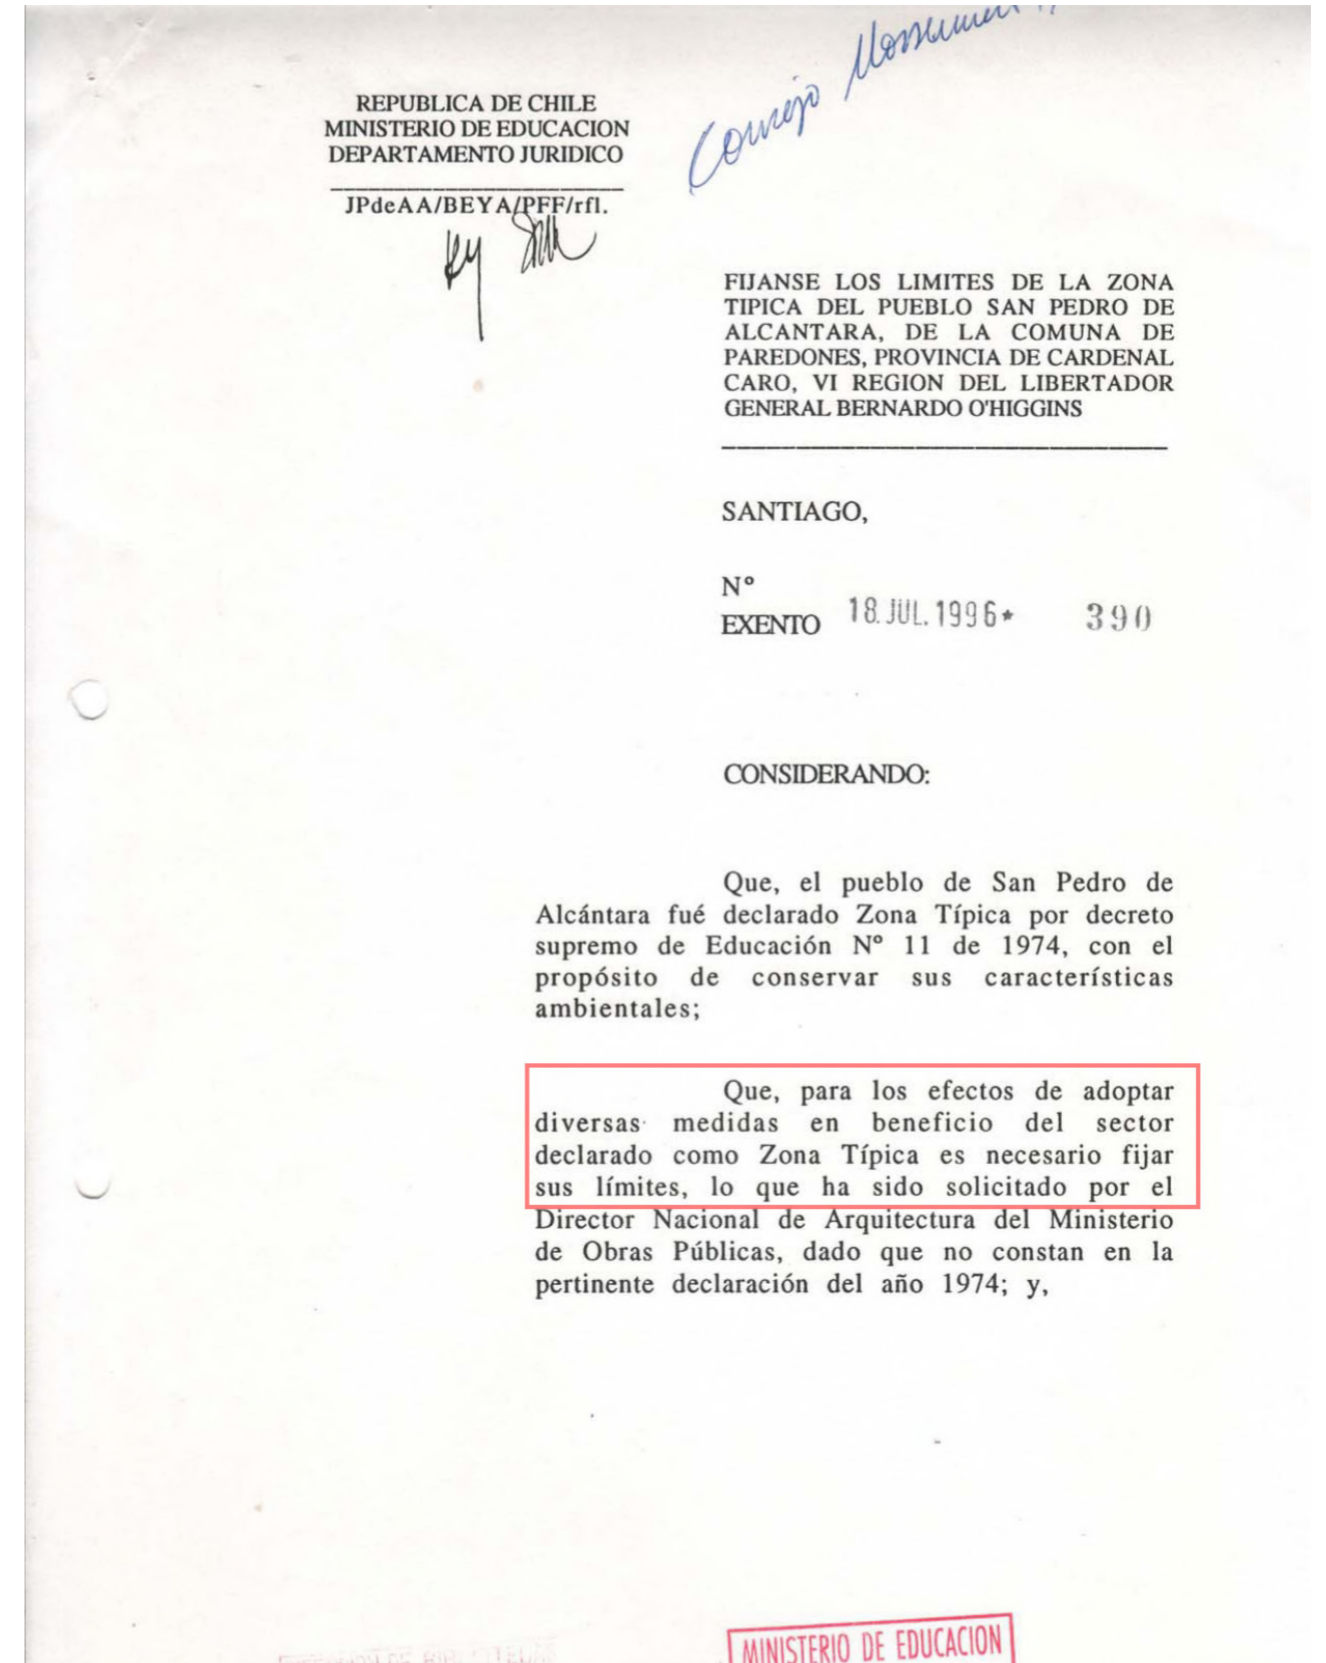 Consejo
REPUBLICA DE CHILE
MINISTERIO DE EDUCACION
DEPARTAMENTO JURIDICO
JPdeAA/BEYA/PFF/rfl.
FIJANSE LOS LIMITES DE LA ZONA
TIPICA DEL PUEBLO SAN PEDRO DE
ALCANTARA, DE LA COMUNA DE
PAREDONES, PROVINCIA DE CARDENAL
CARO, VI REGION DEL LIBERTADOR
GENERAL BERNARDO O'HIGGINS
SANTIAGO,
Nº
EXENTO 18.JUL.1996* 390
CONSIDERANDO:
Que, el pueblo de San Pedro de
Alcántara fué declarado Zona Típica por decreto
supremo de Educación Nº 11 de 1974, con el
propósito de conservar sus características
ambientales;
Que, para los efectos de adoptar
diversas medidas en beneficio del sector
declarado como Zona Típica es necesario fijar
sus límites, lo que ha sido solicitado por el
Director Nacional de Arquitectura del Ministerio
de Obras Públicas, dado que no constan en la
pertinente declaración del año 1974; y,
MINISTERIO DE EDUCACION